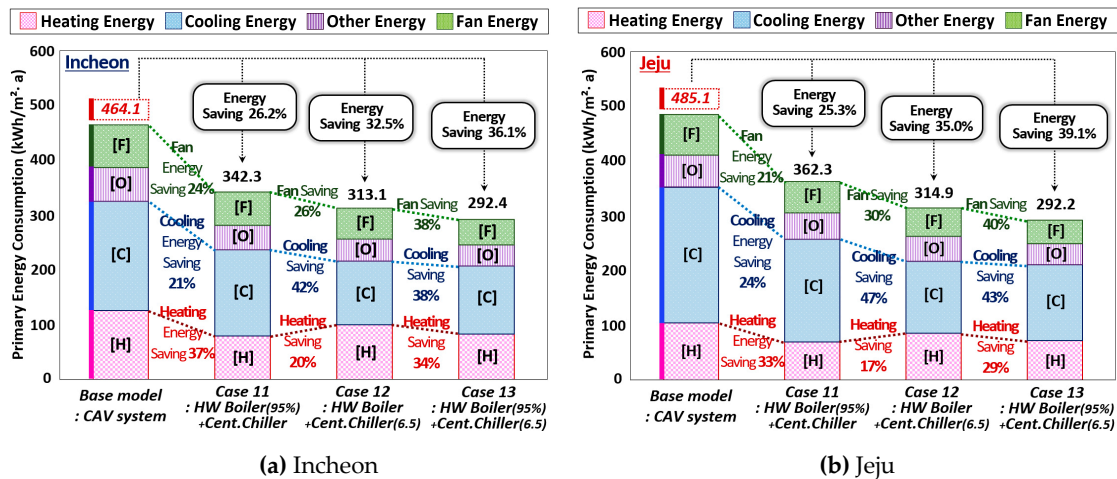 Heating Energy Cooling Energy Other Energy Fan Energy
Primary Energy Consumption (kWh/m²· a)
600
500
400
300
200
100
0
Incheon
464.1
Energy
Saving 26.2%
Energy
Saving 32.5%
Energy
Saving 36.1%
342.3
313.1
292.4
[F]
[O]
[C]
[H]
Fan
Energy
Saving 24%
Cooling
Energy
Saving
21%
Heating
Energy
Saving 37%
[F]
[O]
[C]
[H]
Fan Saving
26%
Cooling
Saving
42%
Heating
Saving
20%
[F]
[O]
[C]
[H]
Fan Saving
38%
Cooling
Saving
38%
Heating
Saving
34%
[F]
[O]
[C]
[H]
Base model
: CAV system
Case 11
: HW Boiler(95%)
+Cent.Chiller
Case 12
: HW Boiler
+Cent.Chiller(6.5)
Case 13
: HW Boiler(95%)
+Cent.Chiller(6.5)
(a) Incheon
Heating Energy Cooling Energy Other Energy Fan Energy
Primary Energy Consumption (kWh/m²· a)
600
500
400
300
200
100
0
Jeju
485.1
Energy
Saving 25.3%
Energy
Saving 35.0%
Energy
Saving 39.1%
362.3
314.9
292.2
[F]
[O]
[C]
[H]
Fan
Energy
Saving 21%
Cooling
Energy
Saving
24%
Heating
Energy
Saving 33%
[F]
[O]
[C]
[H]
Fan Saving
30%
Cooling
Saving
47%
Heating
Saving
17%
[F]
[O]
[C]
[H]
Fan Saving
40%
Cooling
Saving
43%
Heating
Saving
29%
[F]
[O]
[C]
[H]
Base model
: CAV system
Case 11
: HW Boiler(95%)
+Cent.Chiller
Case 12
: HW Boiler
+Cent.Chiller(6.5)
Case 13
: HW Boiler(95%)
+Cent.Chiller(6.5)
(b) Jeju